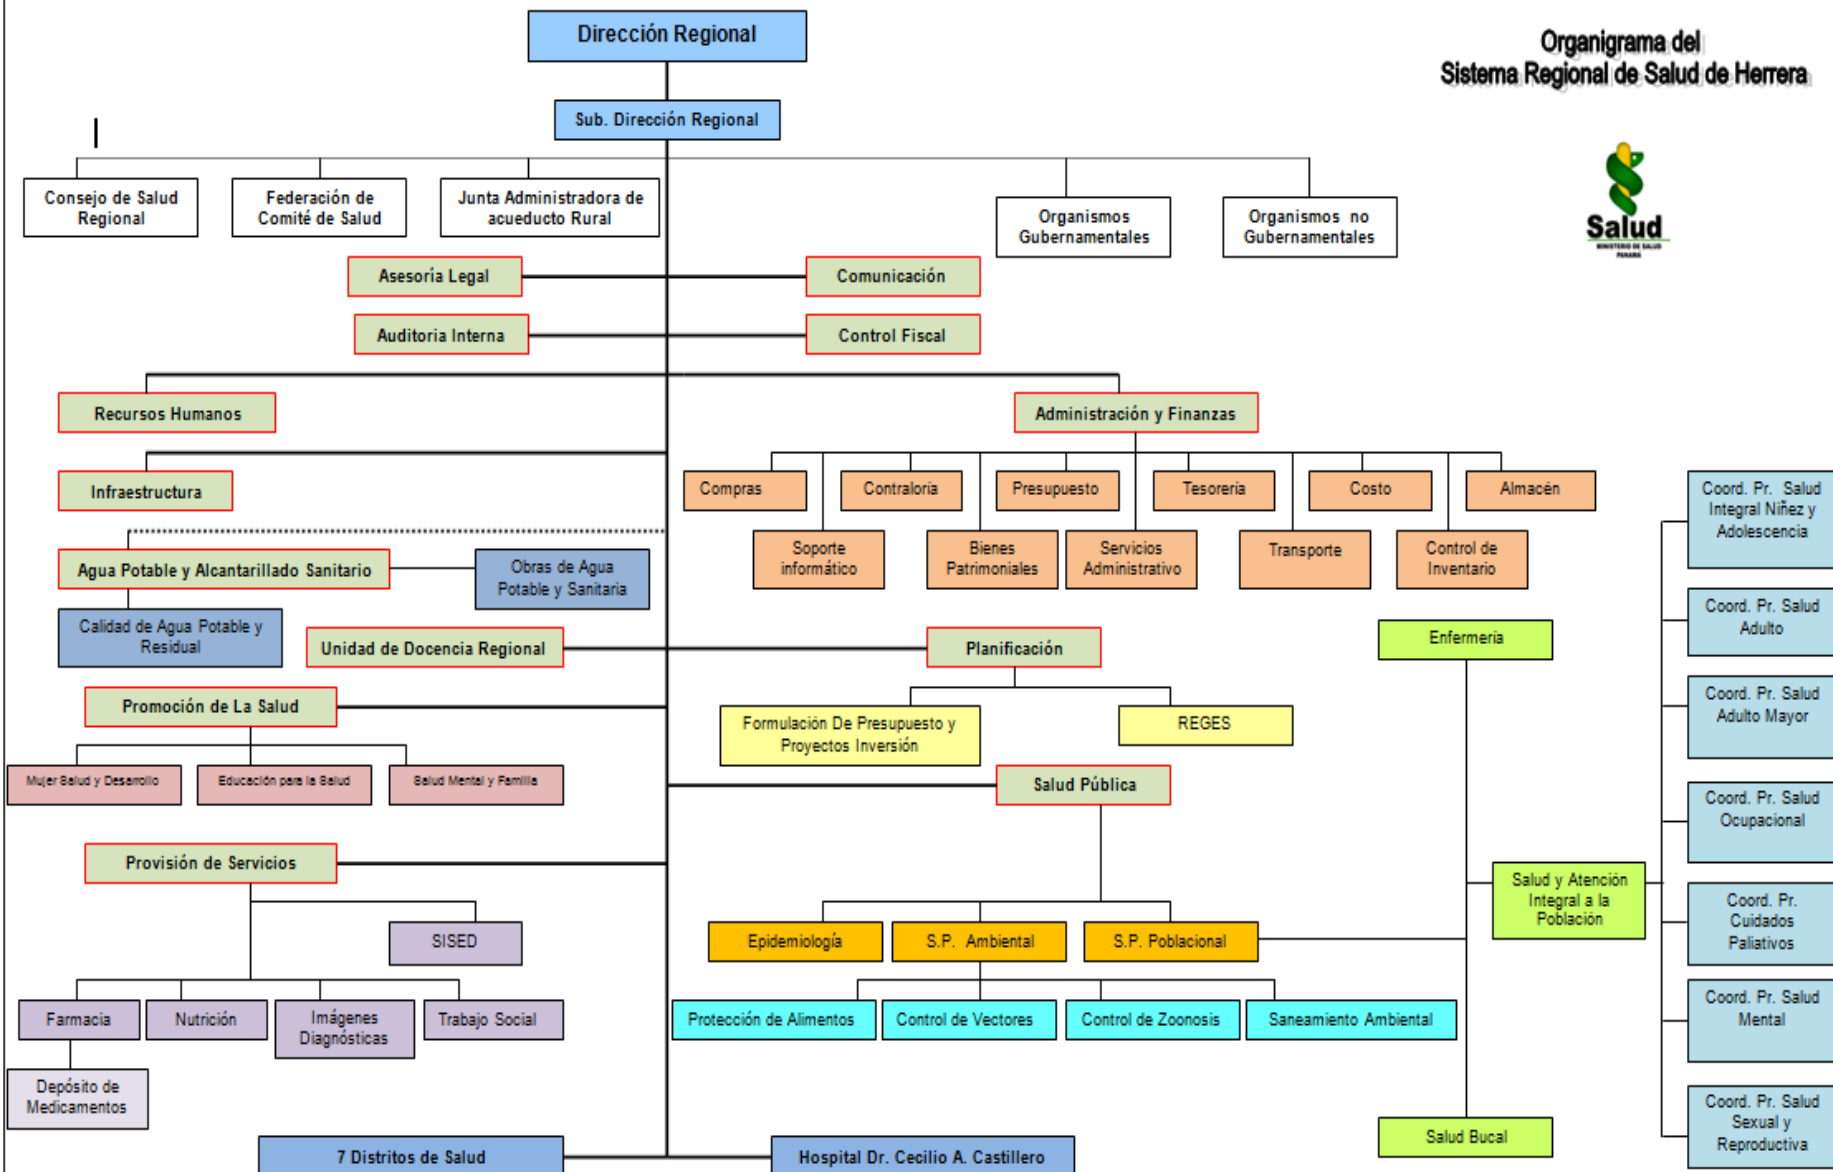 Dirección Regional
Organigrama del
Sistema Regional de Salud de Herrera
Sub. Dirección Regional
Salud
MINISTERIO DE SALUD
PANAMÁ
Consejo de Salud
Regional
Federación de
Comité de Salud
Junta Administradora de
acueducto Rural
Organismos
Gubernamentales
Organismos no
Gubernamentales
Asesoría Legal
Comunicación
Auditoria Interna
Control Fiscal
Recursos Humanos
Administración y Finanzas
Infraestructura
Compras
Contraloría
Presupuesto
Tesorería
Costo
Almacén
Soporte
informático
Bienes
Patrimoniales
Servicios
Administrativo
Transporte
Control de
Inventario
Agua Potable y Alcantarillado Sanitario
Obras de Agua
Potable y Sanitaria
Calidad de Agua Potable y
Residual
Unidad de Docencia Regional
Planificación
Formulación De Presupuesto y
Proyectos Inversión
REGES
Promoción de La Salud
Mujer Salud y Desarrollo
Educación para la Salud
Salud Mental y Familia
Salud Pública
Provisión de Servicios
SISED
Farmacia
Nutrición
Imágenes
Diagnósticas
Trabajo Social
Depósito de
Medicamentos
Epidemiología
S.P. Ambiental
S.P. Poblacional
Protección de Alimentos
Control de Vectores
Control de Zoonosis
Saneamiento Ambiental
Enfermería
Salud y Atención
Integral a la
Población
Salud Bucal
Coord. Pr. Salud
Integral Niñez y
Adolescencia
Coord. Pr. Salud
Adulto
Coord. Pr. Salud
Adulto Mayor
Coord. Pr. Salud
Ocupacional
Coord. Pr.
Cuidados
Paliativos
Coord. Pr. Salud
Mental
Coord. Pr. Salud
Sexual y
Reproductiva
7 Distritos de Salud
Hospital Dr. Cecilio A. Castillero